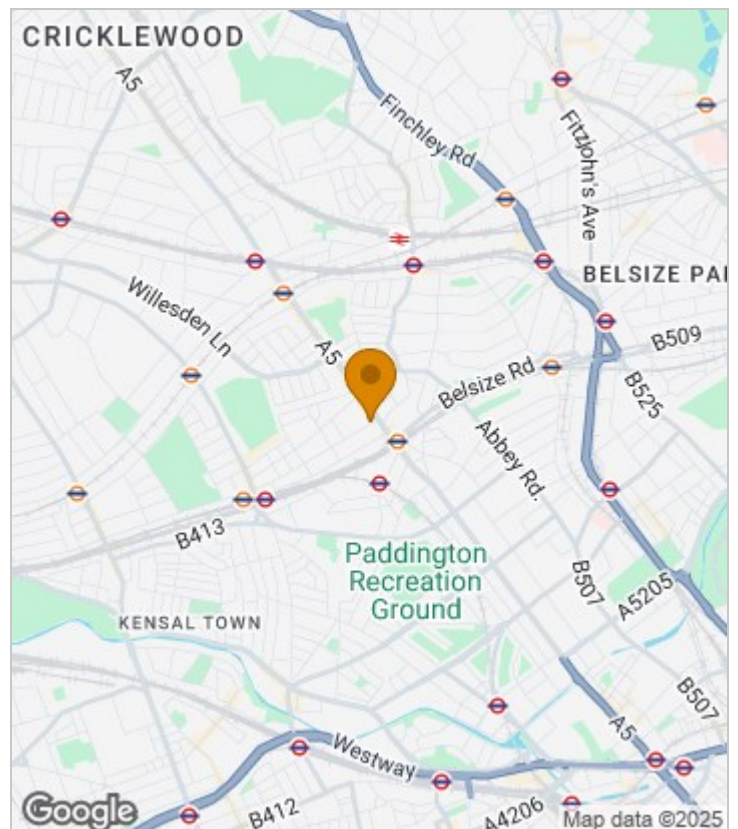 CRICKLEWOOD
A5
Finchley Rd
Fitzjohn's Ave
BELSIZE PA
Willesden Ln
A5
B509
Belsize Rd
B525
Abbey Rd.
B413
Paddington
Recreation
Ground
B507
A5205
KENSAL TOWN
B507
A5
Westway
B412
A4206
Google
Map data ©2025